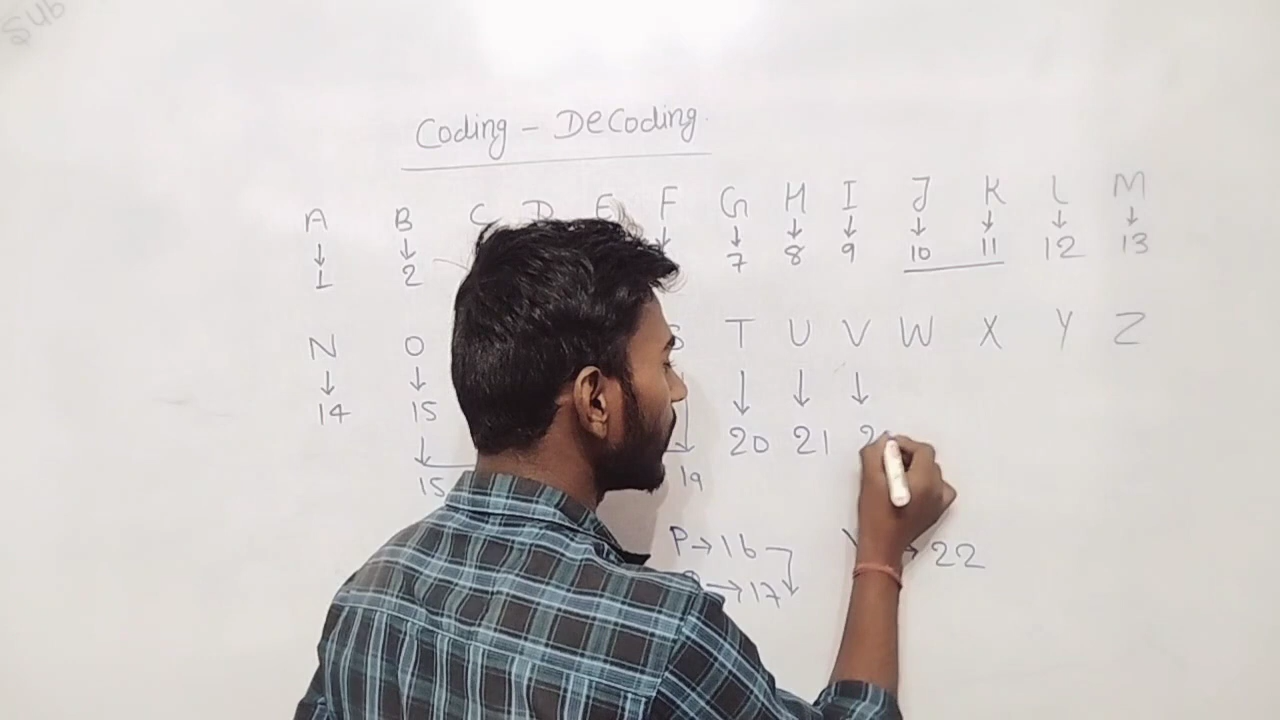 SUB
Coding - Decoding
A B C D E F G H I J K L M
↓ ↓ ↓ ↓ ↓ ↓ ↓ ↓ ↓ ↓
1 2 7 8 9 10 11 12 13
N O S T U V W X Y Z
↓ ↓ ↓ ↓ ↓
14 15 20 21 2
15 19
P→16 → 22
→17